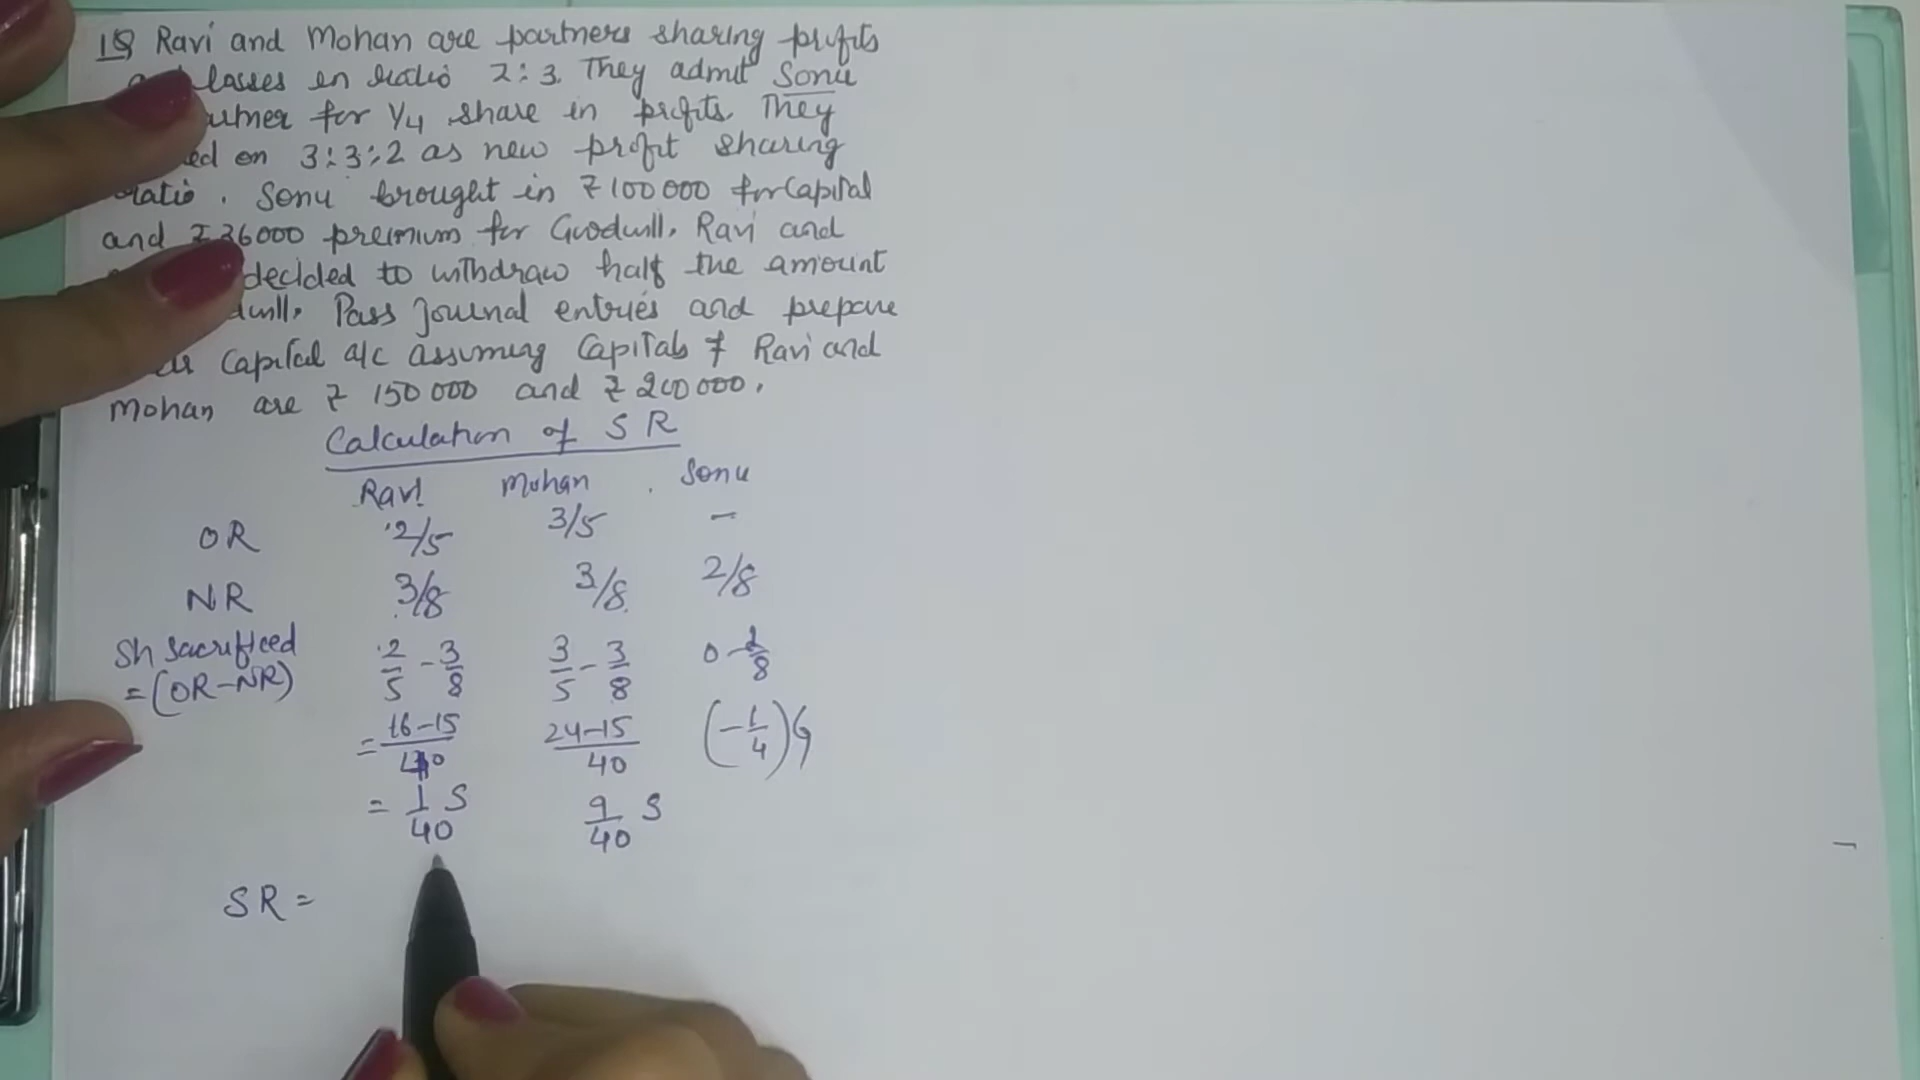 15 Ravi and Mohan are partners sharing profits
losses in ratio 2:3. They admit Sonu
for 1/4 share in profits. They
on 3:3:2 as new profit sharing
ratio. Sonu brought in ₹100000 for Capital
and ₹36000 premium for Goodwill. Ravi and
decided to withdraw half the amount
Pass Journal entries and prepare
Capital a/c assuming Capitals of Ravi and
Mohan are ₹ 150000 and ₹ 200000.
Calculation of SR
Ravi Mohan Sonu
OR 2/5 3/5 -
NR 3/8 3/8 2/8
Sh sacrificed 2/5 - 3/8 3/5 - 3/8 0 - 2/8
= (OR-NR)
= 16-15/40 24-15/40 (-1/4) G
= 1/40 S 9/40 S
SR =